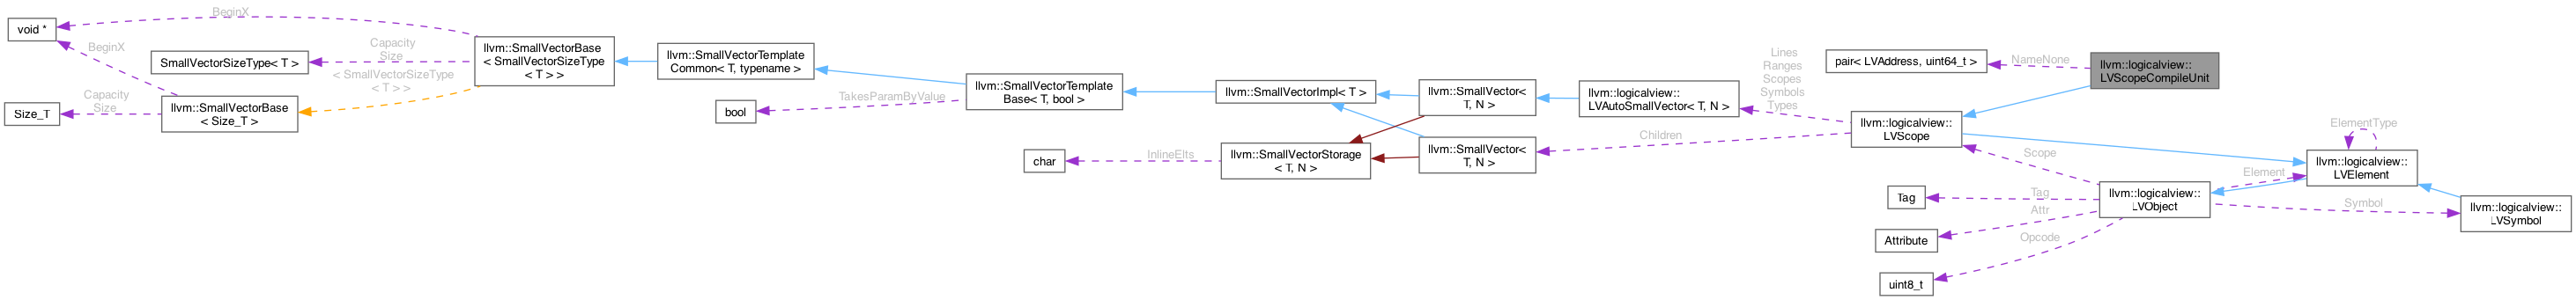 void *
BeginX
BeginX
SmallVectorSizeType< T >
Capacity
Size
< SmallVectorSizeType
< T > >
Size_T
Capacity
Size
llvm::SmallVectorBase
< Size_T >
llvm::SmallVectorBase
< SmallVectorSizeType
< T > >
llvm::SmallVectorTemplate
Common< T, typename >
bool
TakesParamByValue
llvm::SmallVectorTemplate
Base< T, bool >
char
InlineElts
llvm::SmallVectorImpl< T >
llvm::SmallVectorStorage
< T, N >
llvm::SmallVector<
T, N >
llvm::SmallVector<
T, N >
llvm::logicalview::
LVAutoSmallVector< T, N >
Children
Lines
Ranges
Scopes
Symbols
Types
pair< LVAddress, uint64_t >
NameNone
llvm::logicalview::
LVScopeCompileUnit
llvm::logicalview::
LVScope
Scope
Tag
Tag
Attribute
Attr
uint8_t
Opcode
llvm::logicalview::
LVObject
Element
ElementType
llvm::logicalview::
LVElement
Symbol
llvm::logicalview::
LVSymbol